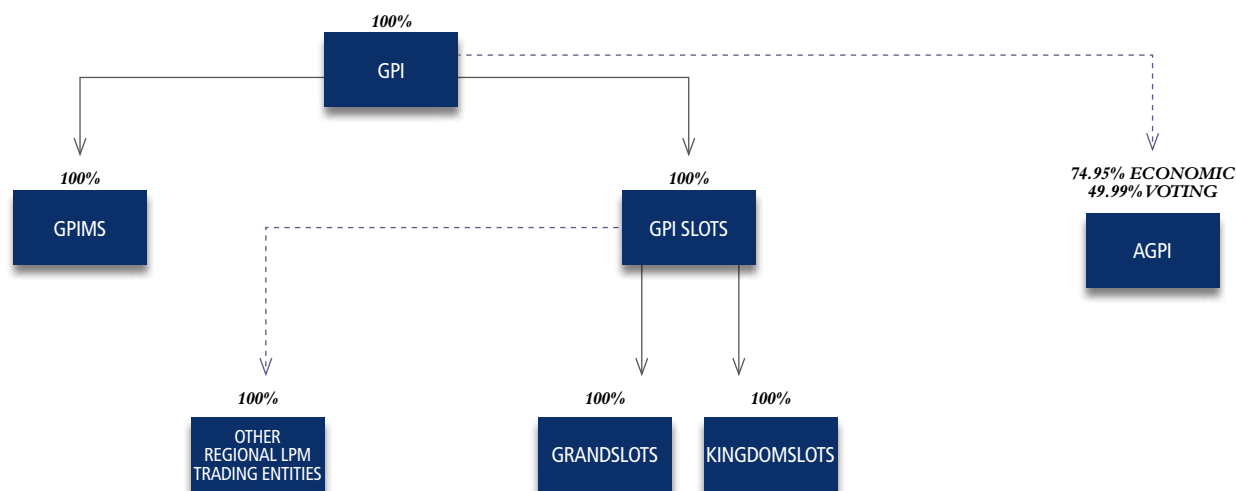 100%
GPI
100%
GPIMS
100%
GPI SLOTS
74.95% ECONOMIC
49.99% VOTING
AGPI
100%
OTHER
REGIONAL LPM
TRADING ENTITIES
100%
GRANDSLOTS
100%
KINGDOMSLOTS